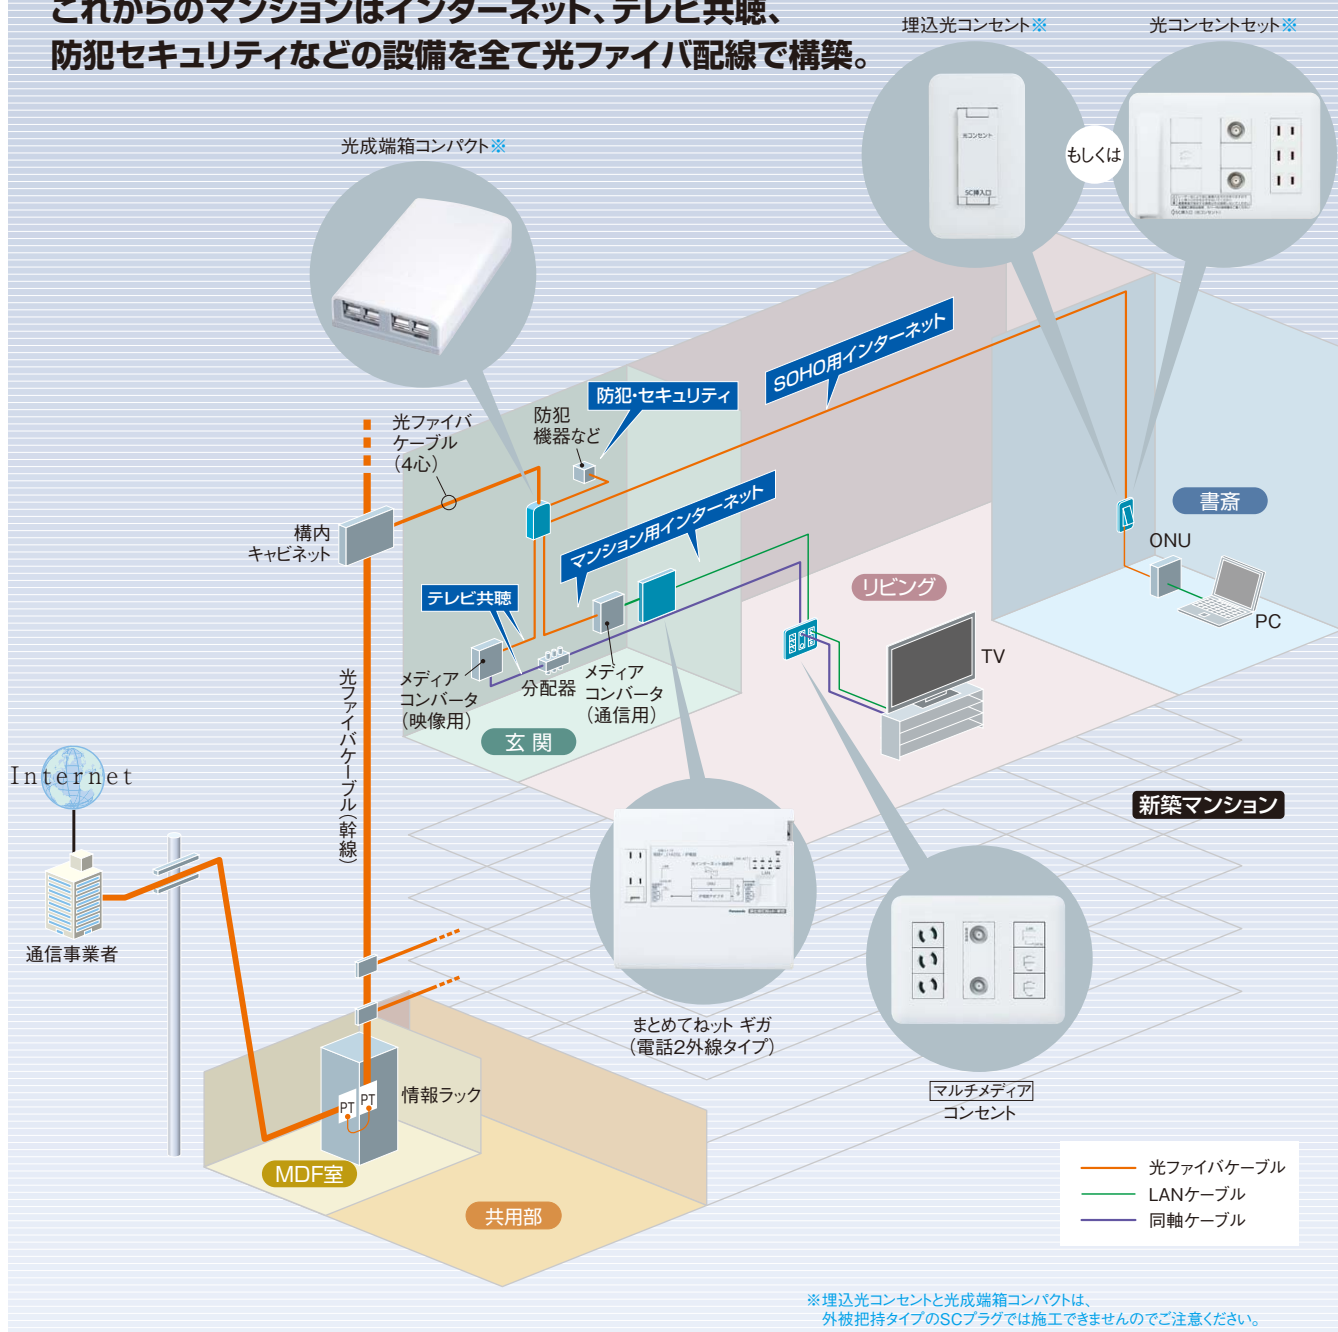 これからのマンションはインターネット、テレビ共聴、
防犯セキュリティなどの設備を全て光ファイバ配線で構築。
埋込光コンセント※
光コンセントセット※
光コンセント
SC挿入口
もしくは
光成端箱コンパクト※
SOHO用インターネット
防犯・セキュリティ
防犯
機器など
光ファイバ
ケーブル
(4心)
構内
キャビネット
マンション用インターネット
テレビ共聴
書斎
ONU
PC
リビング
TV
メディア
コンバータ
(映像用)
分配器
メディア
コンバータ
(通信用)
玄関
光ファイバケーブル(幹線)
Internet
通信事業者
新築マンション
まとめてねット ギガ
(電話2外線タイプ)
マルチメディア
コンセント
情報ラック
PT
PT
MDF室
共用部
光ファイバケーブル
LANケーブル
同軸ケーブル
※埋込光コンセントと光成端箱コンパクトは、
外被把持タイプのSCプラグでは施工できませんのでご注意ください。